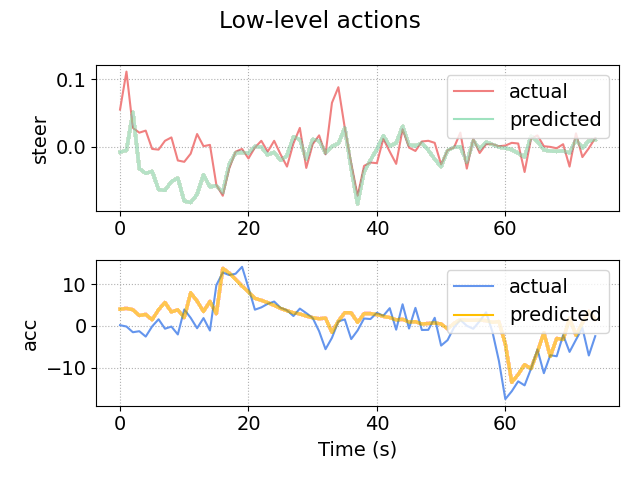 Low-level actions
0.1
0.0
steer
actual
predicted
0 20 40 60
10
0
−10
acc
actual
predicted
0 20 40 60
Time (s)